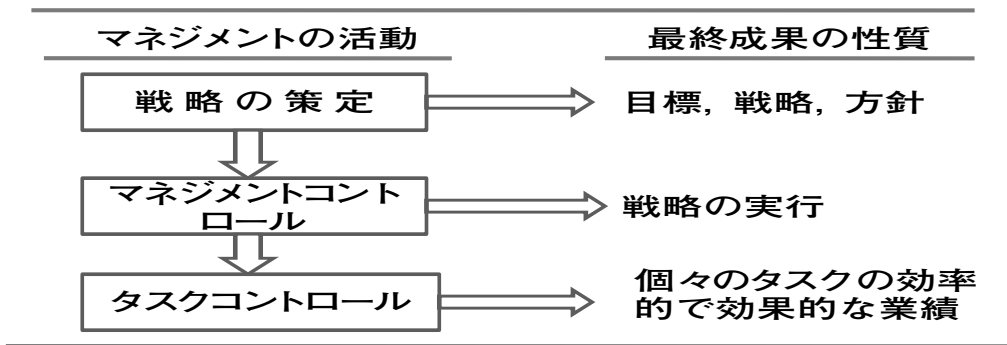 マネジメントの活動
最終成果の性質
戦略の策定
目標, 戦略, 方針
マネジメントコント
ロール
戦略の実行
タスクコントロール
個々のタスクの効率
的で効果的な業績